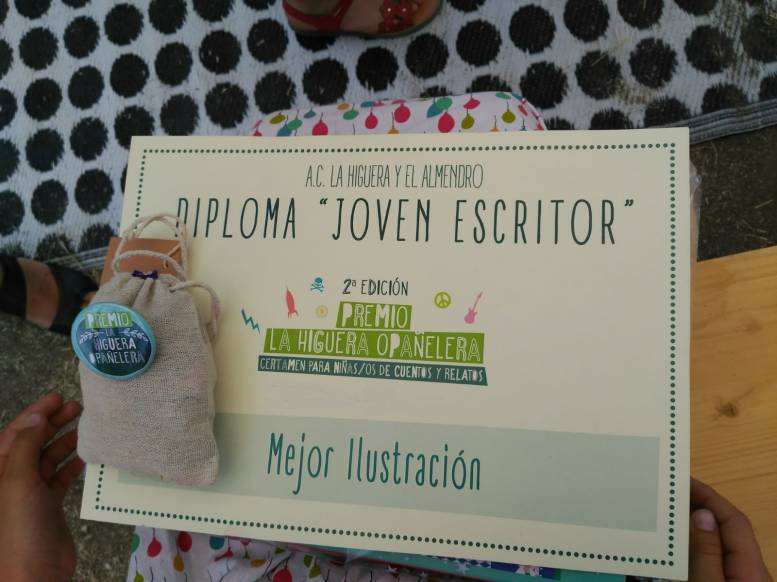 A.C. LA HIGUERA Y EL ALMENDRO
DIPLOMA "JOVEN ESCRITOR"
2ª EDICIÓN
PREMIO
LA HIGUERA OPAÑELERA
CERTAMEN PARA NIÑAS/OS DE CUENTOS Y RELATOS
PREMIO
LA
HIGUERA
OPAÑELERA
Mejor Ilustración